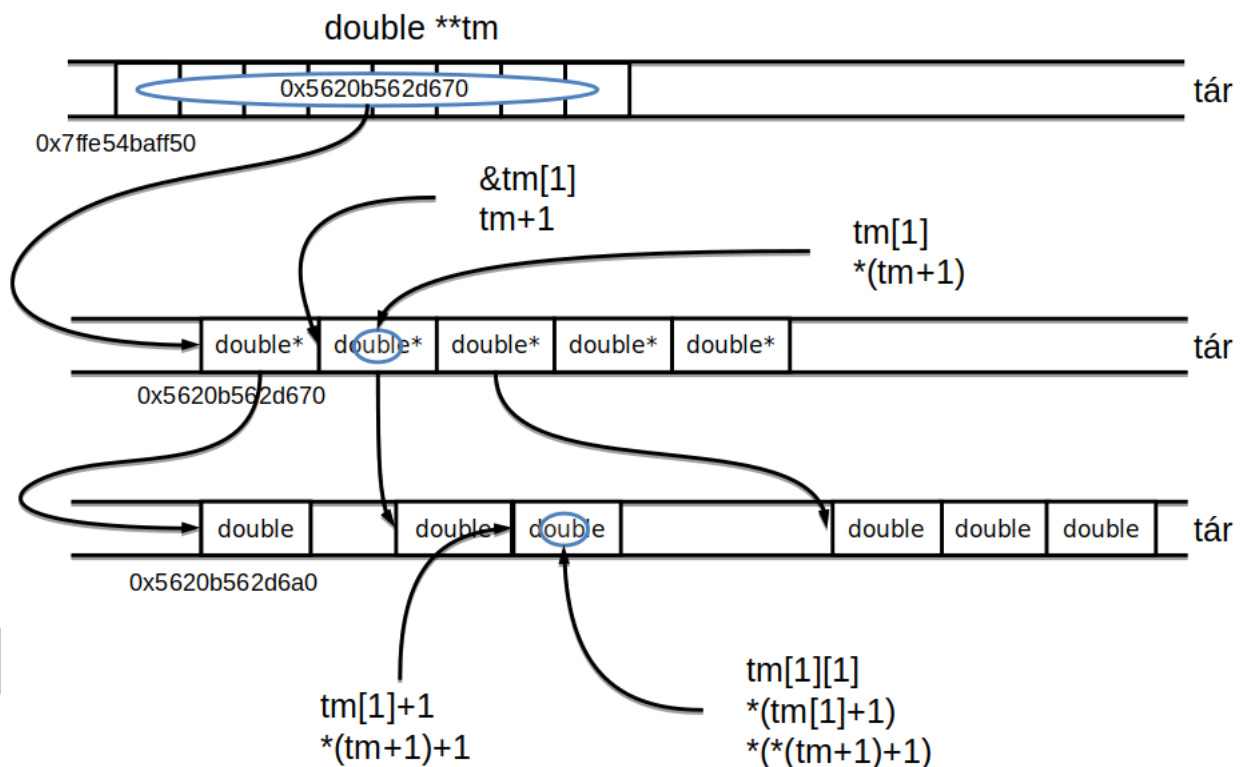 double **tm
0x5620b562d670
tár
0x7ffe54baff50
&tm[1]
tm+1
tm[1]
*(tm+1)
double* double* double* double* double*
tár
0x5620b562d670
double double double double double double
tár
0x5620b562d6a0
tm[1]+1
*(tm+1)+1
tm[1][1]
*(tm[1]+1)
*(*(tm+1)+1)